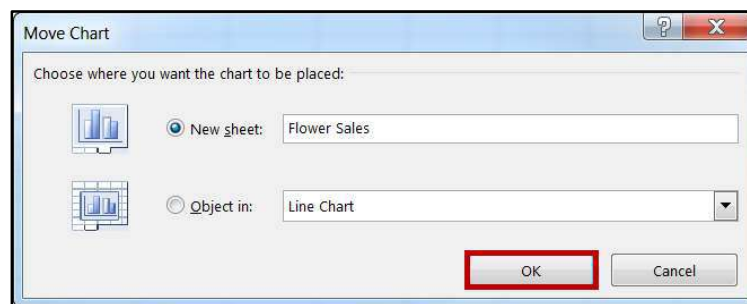 Move Chart
Choose where you want the chart to be placed:
New sheet: Flower Sales
Object in: Line Chart
OK Cancel